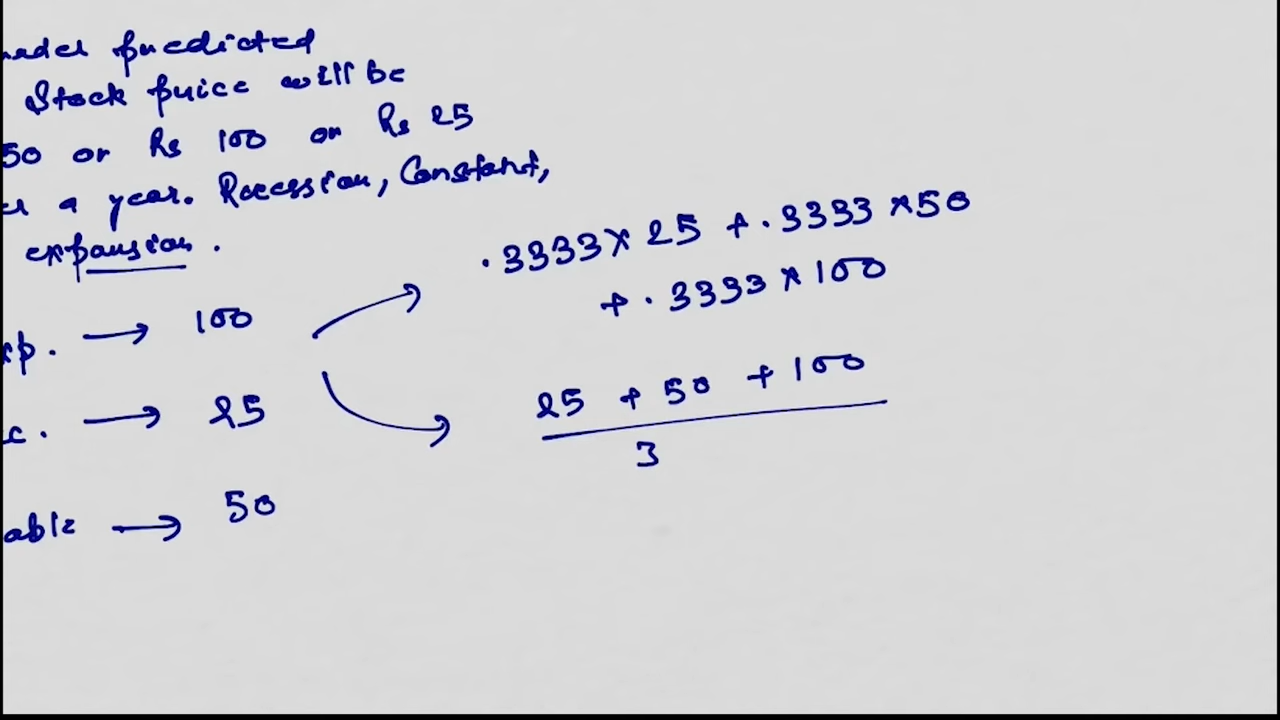 predicted
Stock price will be
50 or Rs 100 or Rs 25
a year. Recession, Constant,
expansion.
xp. → 100
c. → 25
able → 50
.3333 × 25 + .3333 × 50
+ .3333 × 100
25 + 50 + 100
3